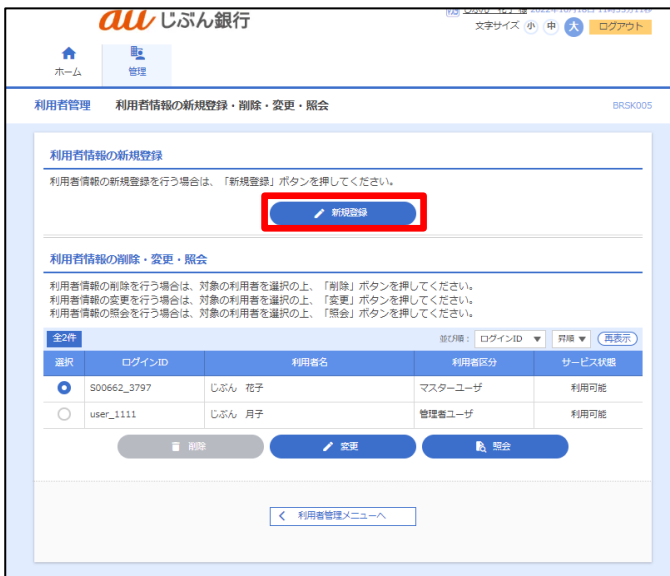 au じぶん銀行
文字サイズ 小 中 大 ログアウト
ホーム 管理
利用者管理 利用者情報の新規登録・削除・変更・照会 BRSK005
利用者情報の新規登録
利用者情報の新規登録を行う場合は、「新規登録」ボタンを押してください。
新規登録
利用者情報の削除・変更・照会
利用者情報の削除を行う場合は、対象の利用者を選択の上、「削除」ボタンを押してください。
利用者情報の変更を行う場合は、対象の利用者を選択の上、「変更」ボタンを押してください。
利用者情報の照会を行う場合は、対象の利用者を選択の上、「照会」ボタンを押してください。
全2件 並び順： ログインID ▼ 昇順 ▼ 再表示
選択 ログインID 利用者名 利用者区分 サービス状態
S00662_3797 じぶん 花子 マスターユーザ 利用可能
user_1111 じぶん 月子 管理者ユーザ 利用可能
削除 変更 照会
利用者管理メニューへ